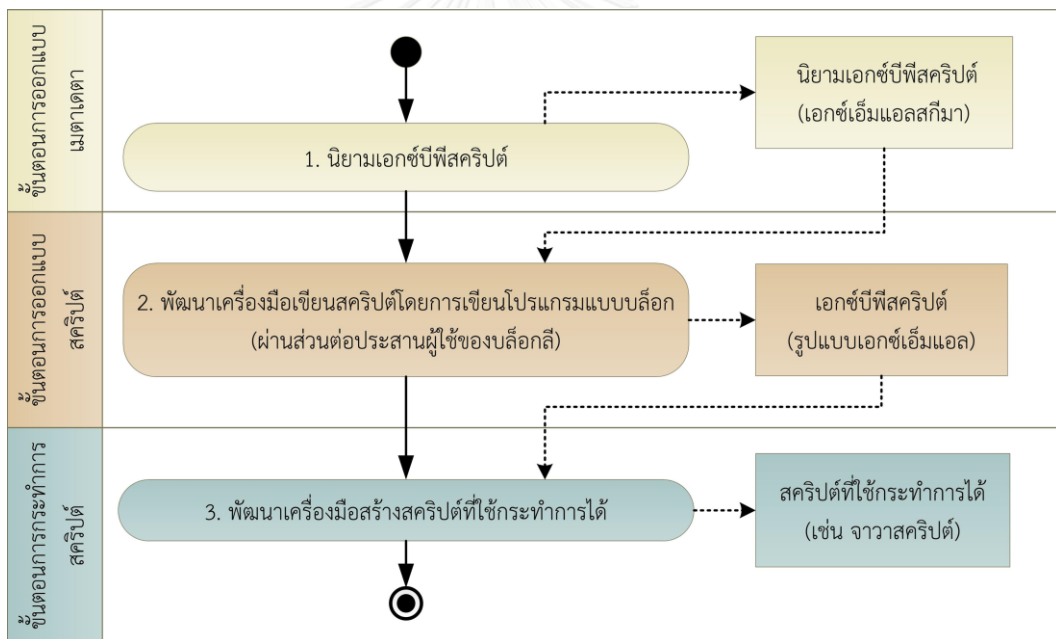 ขั้นตอนการออกแบบ
เมตาเดตา
1. นิยามเอกซ์บีพีสคริปต์
นิยามเอกซ์บีพีสคริปต์
(เอกซ์เอ็มแอลสกีมา)
ขั้นตอนการออกแบบ
สคริปต์
2. พัฒนาเครื่องมือเขียนสคริปต์โดยการเขียนโปรแกรมแบบบล็อก
(ผ่านส่วนต่อประสานผู้ใช้ของบล็อกลี)
เอกซ์บีพีสคริปต์
(รูปแบบเอกซ์เอ็มแอล)
ขั้นตอนการกระทำการ
สคริปต์
3. พัฒนาเครื่องมือสร้างสคริปต์ที่ใช้กระทำการได้
สคริปต์ที่ใช้กระทำการได้
(เช่น จาวาสคริปต์)